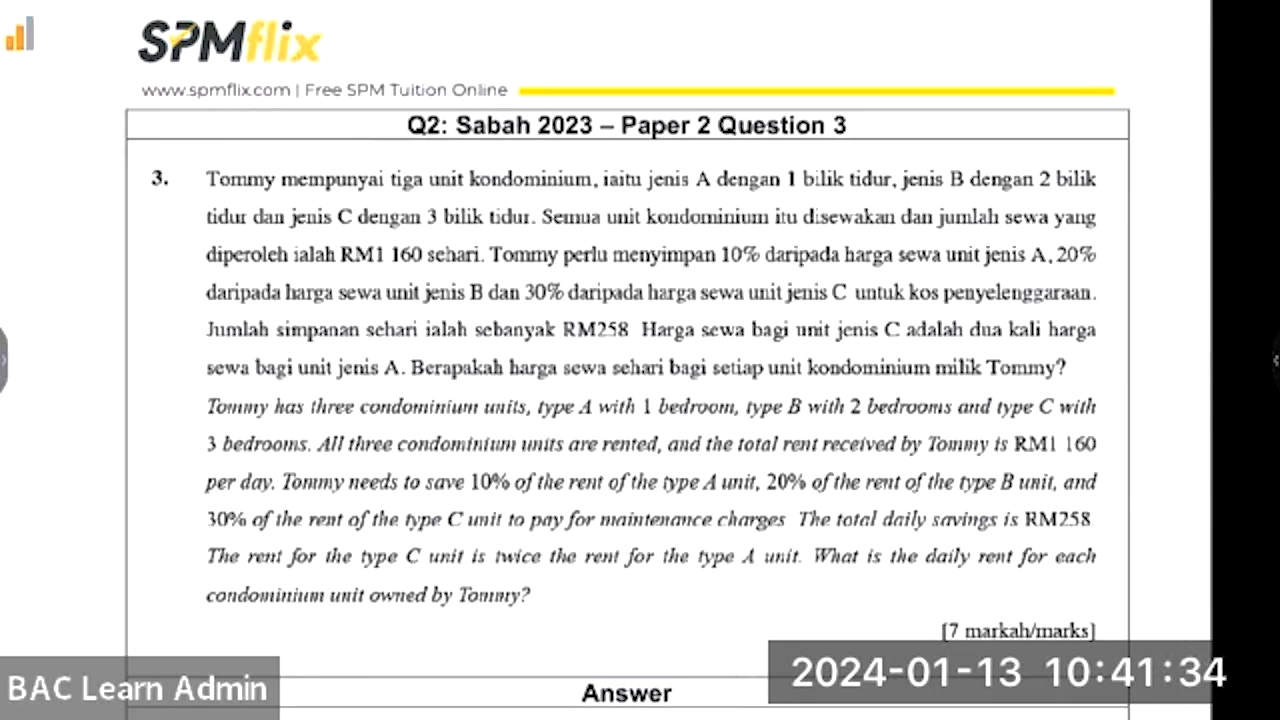 SPMflix
www.spmflix.com | Free SPM Tuition Online
Q2: Sabah 2023 – Paper 2 Question 3
3. Tommy mempunyai tiga unit kondominium, iaitu jenis A dengan 1 bilik tidur, jenis B dengan 2 bilik
tidur dan jenis C dengan 3 bilik tidur. Semua unit kondominium itu disewakan dan jumlah sewa yang
diperoleh ialah RM1 160 sehari. Tommy perlu menyimpan 10% daripada harga sewa unit jenis A, 20%
daripada harga sewa unit jenis B dan 30% daripada harga sewa unit jenis C untuk kos penyelenggaraan.
Jumlah simpanan sehari ialah sebanyak RM258 Harga sewa bagi unit jenis C adalah dua kali harga
sewa bagi unit jenis A. Berapakah harga sewa sehari bagi setiap unit kondominium milik Tommy?
Tommy has three condominium units, type A with 1 bedroom, type B with 2 bedrooms and type C with
3 bedrooms. All three condominium units are rented, and the total rent received by Tommy is RM1 160
per day. Tommy needs to save 10% of the rent of the type A unit, 20% of the rent of the type B unit, and
30% of the rent of the type C unit to pay for maintenance charges The total daily savings is RM258
The rent for the type C unit is twice the rent for the type A unit. What is the daily rent for each
condominium unit owned by Tommy?
[7 markah/marks]
2024-01-13 10:41:34
BAC Learn Admin
Answer